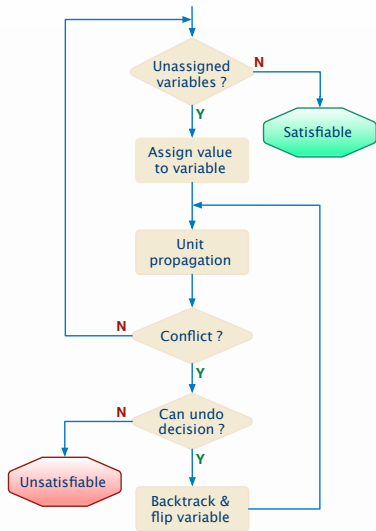 Unassigned
variables ?
N
Y
Satisfiable
Assign value
to variable
Unit
propagation
N
Conflict ?
Y
N
Can undo
decision ?
Y
Unsatisfiable
Backtrack &
flip variable